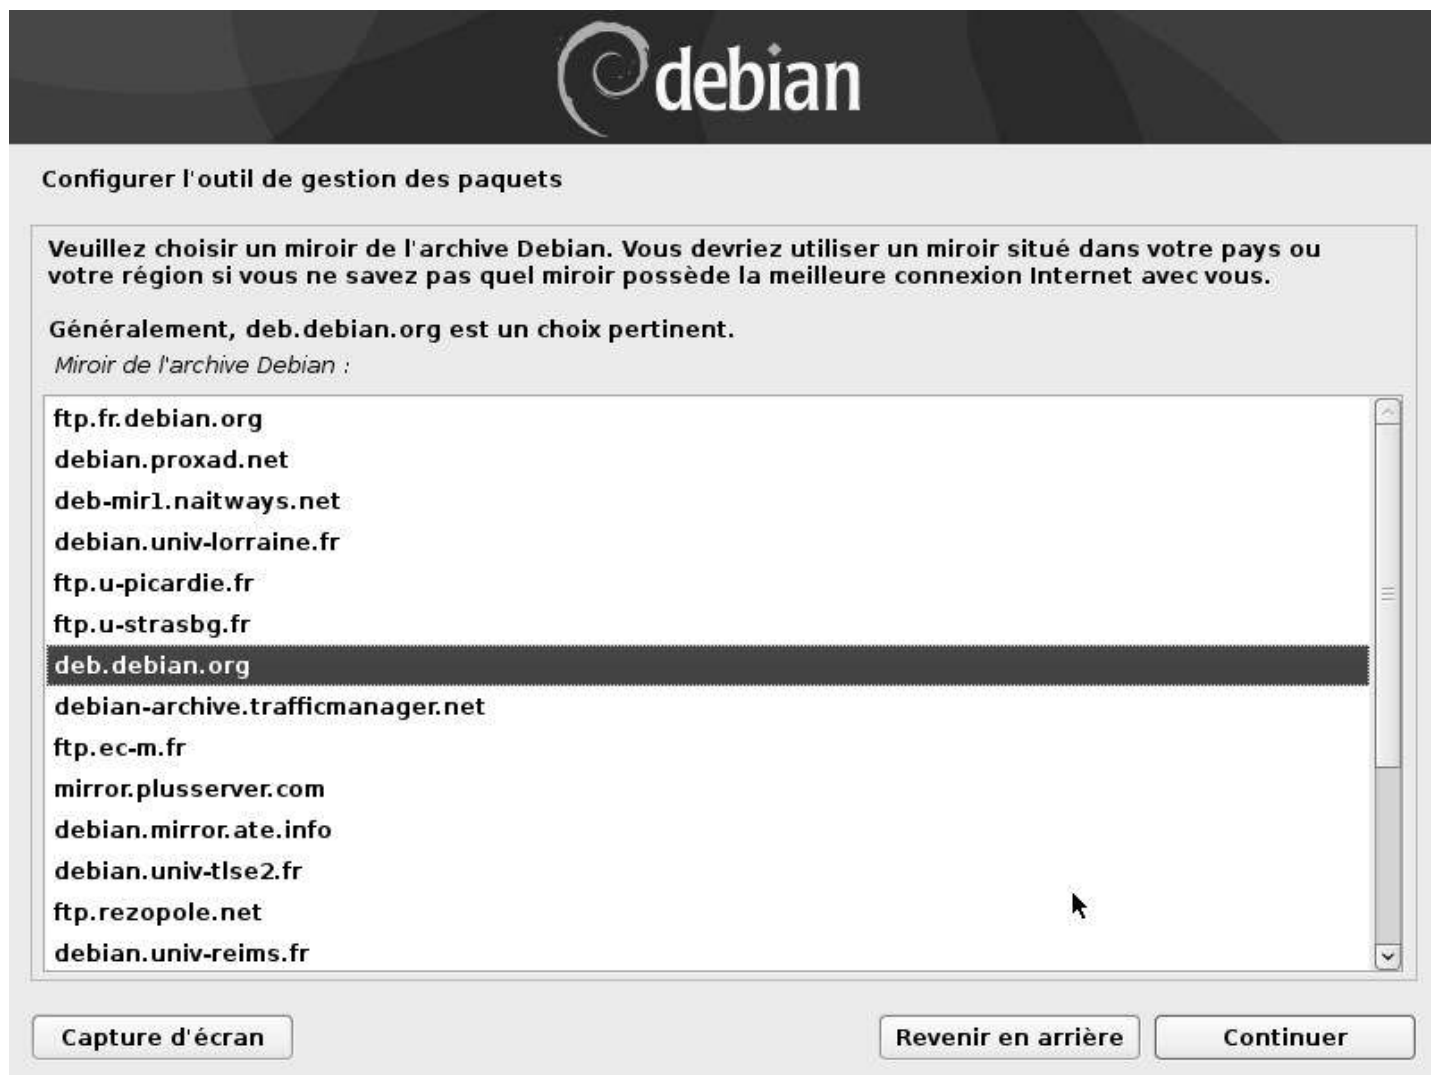 debian
Configurer l'outil de gestion des paquets
Veuillez choisir un miroir de l'archive Debian. Vous devriez utiliser un miroir situé dans votre pays ou
votre région si vous ne savez pas quel miroir possède la meilleure connexion Internet avec vous.
Généralement, deb.debian.org est un choix pertinent.
Miroir de l'archive Debian :
ftp.fr.debian.org
debian.proxad.net
deb-mir1.naitways.net
debian.univ-lorraine.fr
ftp.u-picardie.fr
ftp.u-strasbg.fr
deb.debian.org
debian-archive.trafficmanager.net
ftp.ec-m.fr
mirror.plusserver.com
debian.mirror.ate.info
debian.univ-tlse2.fr
ftp.rezopole.net
debian.univ-reims.fr
Capture d'écran
Revenir en arrière
Continuer